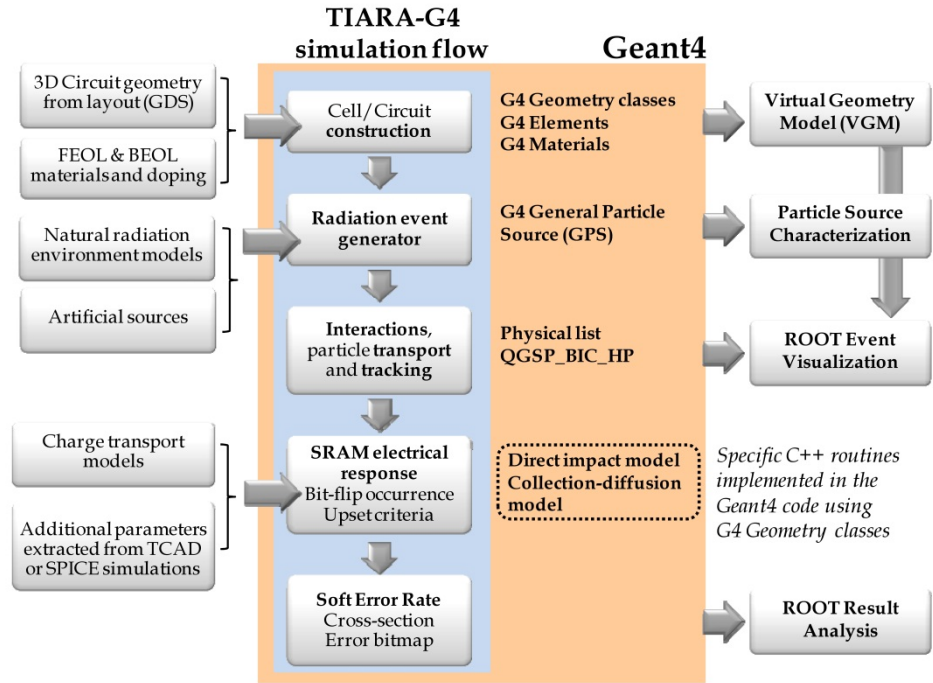 TIARA-G4
simulation flow
Geant4
3D Circuit geometry
from layout (GDS)
FEOL & BEOL
materials and doping
Cell/Circuit
construction
G4 Geometry classes
G4 Elements
G4 Materials
Virtual Geometry
Model (VGM)
Natural radiation
environment models
Artificial sources
Radiation event
generator
G4 General Particle
Source (GPS)
Particle Source
Characterization
Interactions,
particle transport
and tracking
Physical list
QGSP_BIC_HP
ROOT Event
Visualization
Charge transport
models
Additional parameters
extracted from TCAD
or SPICE simulations
SRAM electrical
response
Bit-flip occurrence
Upset criteria
Direct impact model
Collection-diffusion
model
Specific C++ routines
implemented in the
Geant4 code using
G4 Geometry classes
Soft Error Rate
Cross-section
Error bitmap
ROOT Result
Analysis